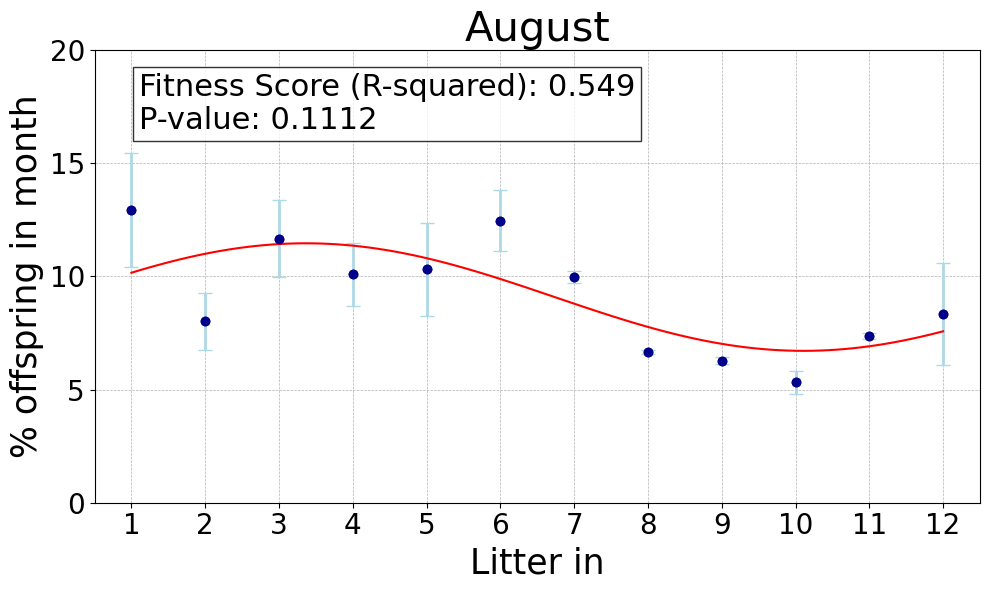 August
Fitness Score (R-squared): 0.549
P-value: 0.1112
% offspring in month
20
15
10
5
0
1 2 3 4 5 6 7 8 9 10 11 12
Litter in